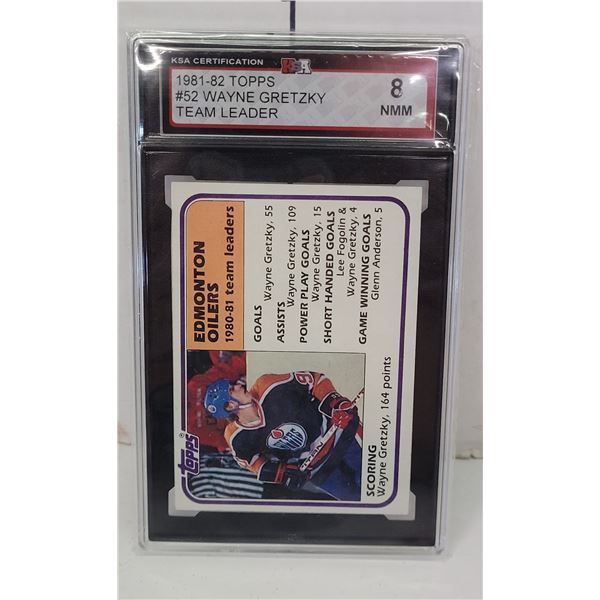 KSA CERTIFICATION
KSA
1981-82 TOPPS
#52 WAYNE GRETZKY
TEAM LEADER
8
NMM
topps®
EDMONTON
OILERS
1980-81 team leaders
GOALS
Wayne Gretzky, 55
ASSISTS
Wayne Gretzky, 109
POWER PLAY GOALS
Wayne Gretzky, 15
SHORT HANDED GOALS
Lee Fogolin &
Wayne Gretzky, 4
GAME WINNING GOALS
Glenn Anderson, 5
SCORING
Wayne Gretzky, 164 points
OILERS